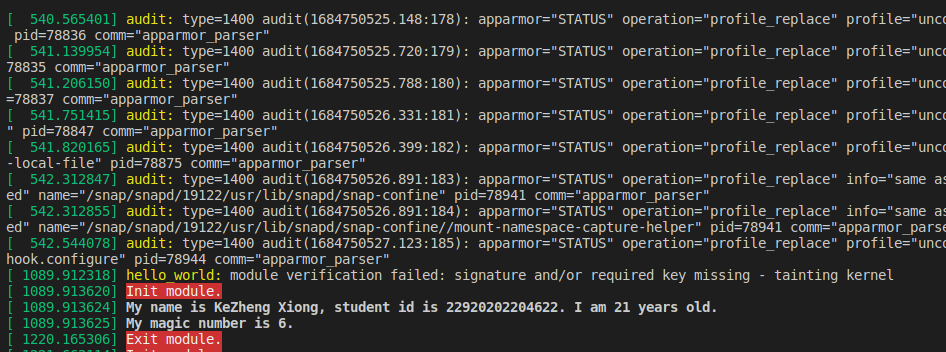 [  540.565401] audit: type=1400 audit(1684750525.148:178): apparmor="STATUS" operation="profile_replace" profile="unco
 pid=78836 comm="apparmor_parser"
[  541.139954] audit: type=1400 audit(1684750525.720:179): apparmor="STATUS" operation="profile_replace" profile="unco
78835 comm="apparmor_parser"
[  541.206150] audit: type=1400 audit(1684750525.788:180): apparmor="STATUS" operation="profile_replace" profile="unco
=78837 comm="apparmor_parser"
[  541.751415] audit: type=1400 audit(1684750526.331:181): apparmor="STATUS" operation="profile_replace" profile="unco
" pid=78847 comm="apparmor_parser"
[  541.820165] audit: type=1400 audit(1684750526.399:182): apparmor="STATUS" operation="profile_replace" profile="unco
-local-file" pid=78875 comm="apparmor_parser"
[  542.312847] audit: type=1400 audit(1684750526.891:183): apparmor="STATUS" operation="profile_replace" info="same as
ed" name="/snap/snapd/19122/usr/lib/snapd/snap-confine" pid=78941 comm="apparmor_parser"
[  542.312855] audit: type=1400 audit(1684750526.891:184): apparmor="STATUS" operation="profile_replace" info="same as
ed" name="/snap/snapd/19122/usr/lib/snapd/snap-confine//mount-namespace-capture-helper" pid=78941 comm="apparmor_parse
[  542.544078] audit: type=1400 audit(1684750527.123:185): apparmor="STATUS" operation="profile_replace" profile="unco
hook.configure" pid=78944 comm="apparmor_parser"
[ 1089.912318] hello_world: module verification failed: signature and/or required key missing - tainting kernel
[ 1089.913620] Init module.
[ 1089.913624] My name is KeZheng Xiong, student id is 22920202204622. I am 21 years old.
[ 1089.913625] My magic number is 6.
[ 1220.165306] Exit module.